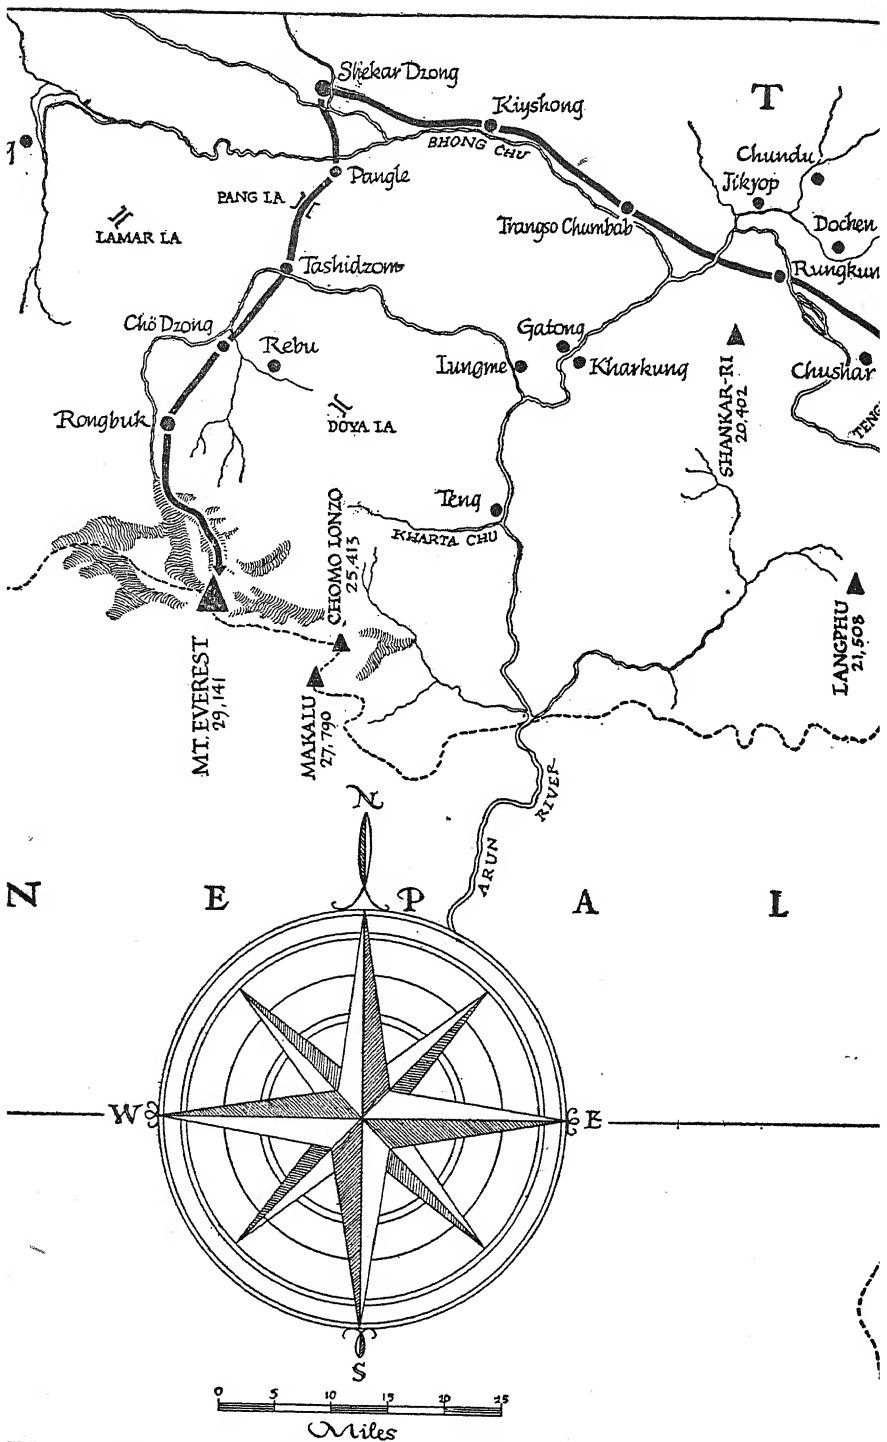 Shekar Dzong
Kiyshong
T
BHONG CHU
Chundu
Jikyop
Pangle
PANG LA
Trangso Chumbab
Dochen
LAMAR LA
Tashidzom
Rungkun
Chö Dzong
Gatong
Rebu
Lungme
Kharkung
Chushar
SHANKAR-RI
20,402
Rongbuk
DOYA LA
TENG
Teng
KHARTA CHU
CHOMO LONZO
25,413
LANGPHU
21,508
MT. EVEREST
29,141
MAKALU
27,790
N
ARUN RIVER
N E P A L
W
E
S
0 5 10 15 20 25
Miles